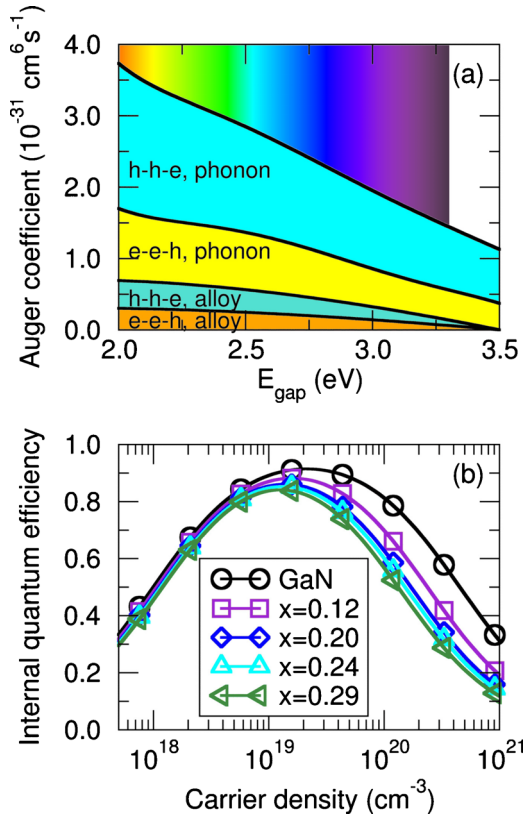 4.0
(a)
3.0
h-h-e, phonon
2.0
e-e-h, phonon
1.0
h-h-e, alloy
0.0
e-e-h, alloy
Auger coefficient (10⁻³¹ cm⁶s⁻¹)
2.0 2.5 3.0 3.5
E_gap (eV)
1.0
(b)
0.8
0.6
0.4
0.2
0.0
Internal quantum efficiency
GaN
x=0.12
x=0.20
x=0.24
x=0.29
10¹⁸ 10¹⁹ 10²⁰ 10²¹
Carrier density (cm⁻³)